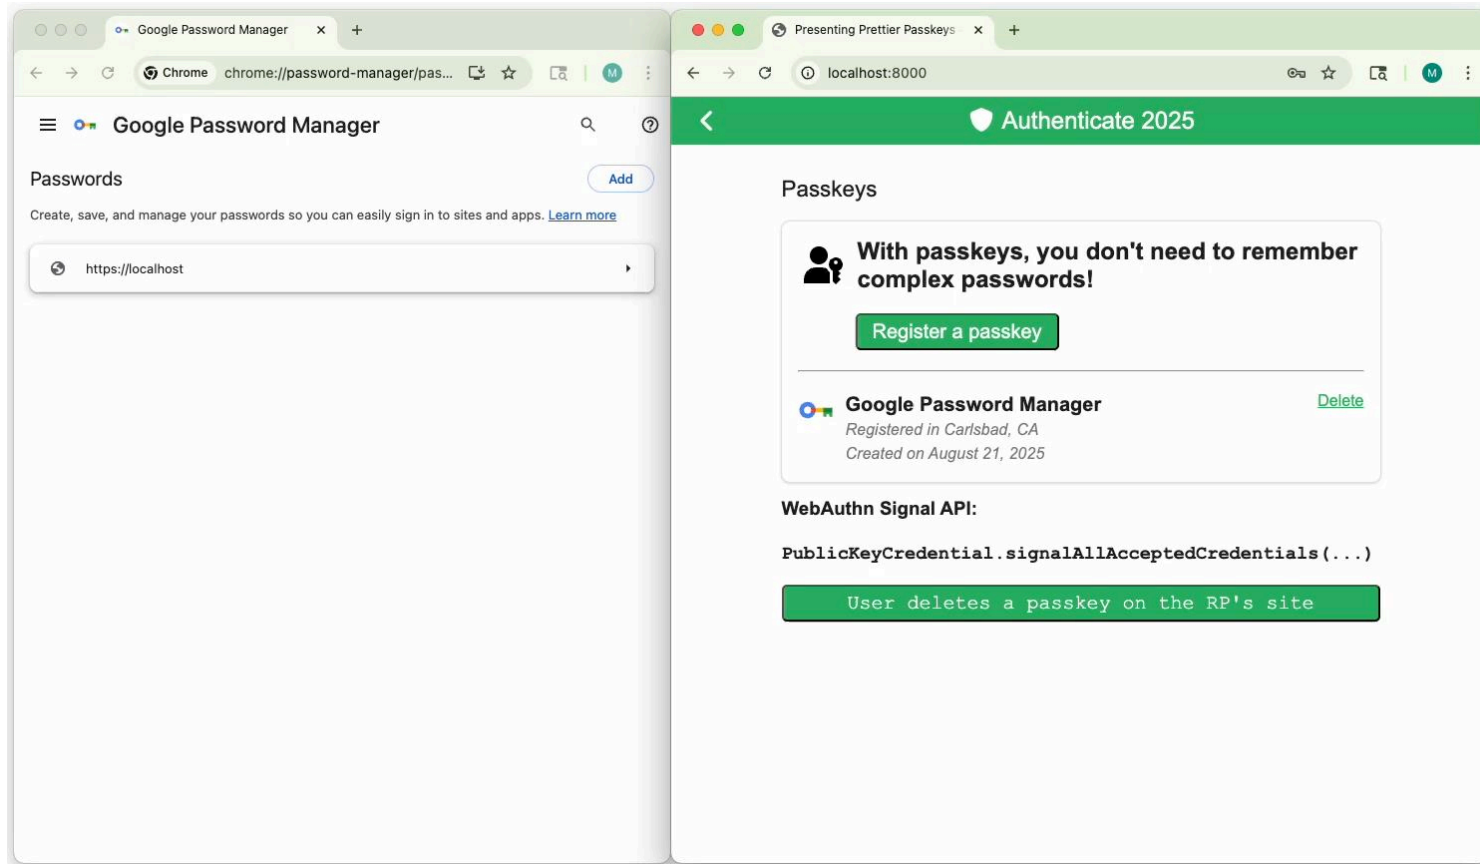 Google Password Manager
Chrome chrome://password-manager/pas...
M
Google Password Manager
Passwords
Add
Create, save, and manage your passwords so you can easily sign in to sites and apps. Learn more
https://localhost
Presenting Prettier Passkeys
localhost:8000
M
Authenticate 2025
Passkeys
With passkeys, you don't need to remember
complex passwords!
Register a passkey
Google Password Manager
Delete
Registered in Carlsbad, CA
Created on August 21, 2025
WebAuthn Signal API:
PublicKeyCredential.signalAllAcceptedCredentials(...)
User deletes a passkey on the RP's site